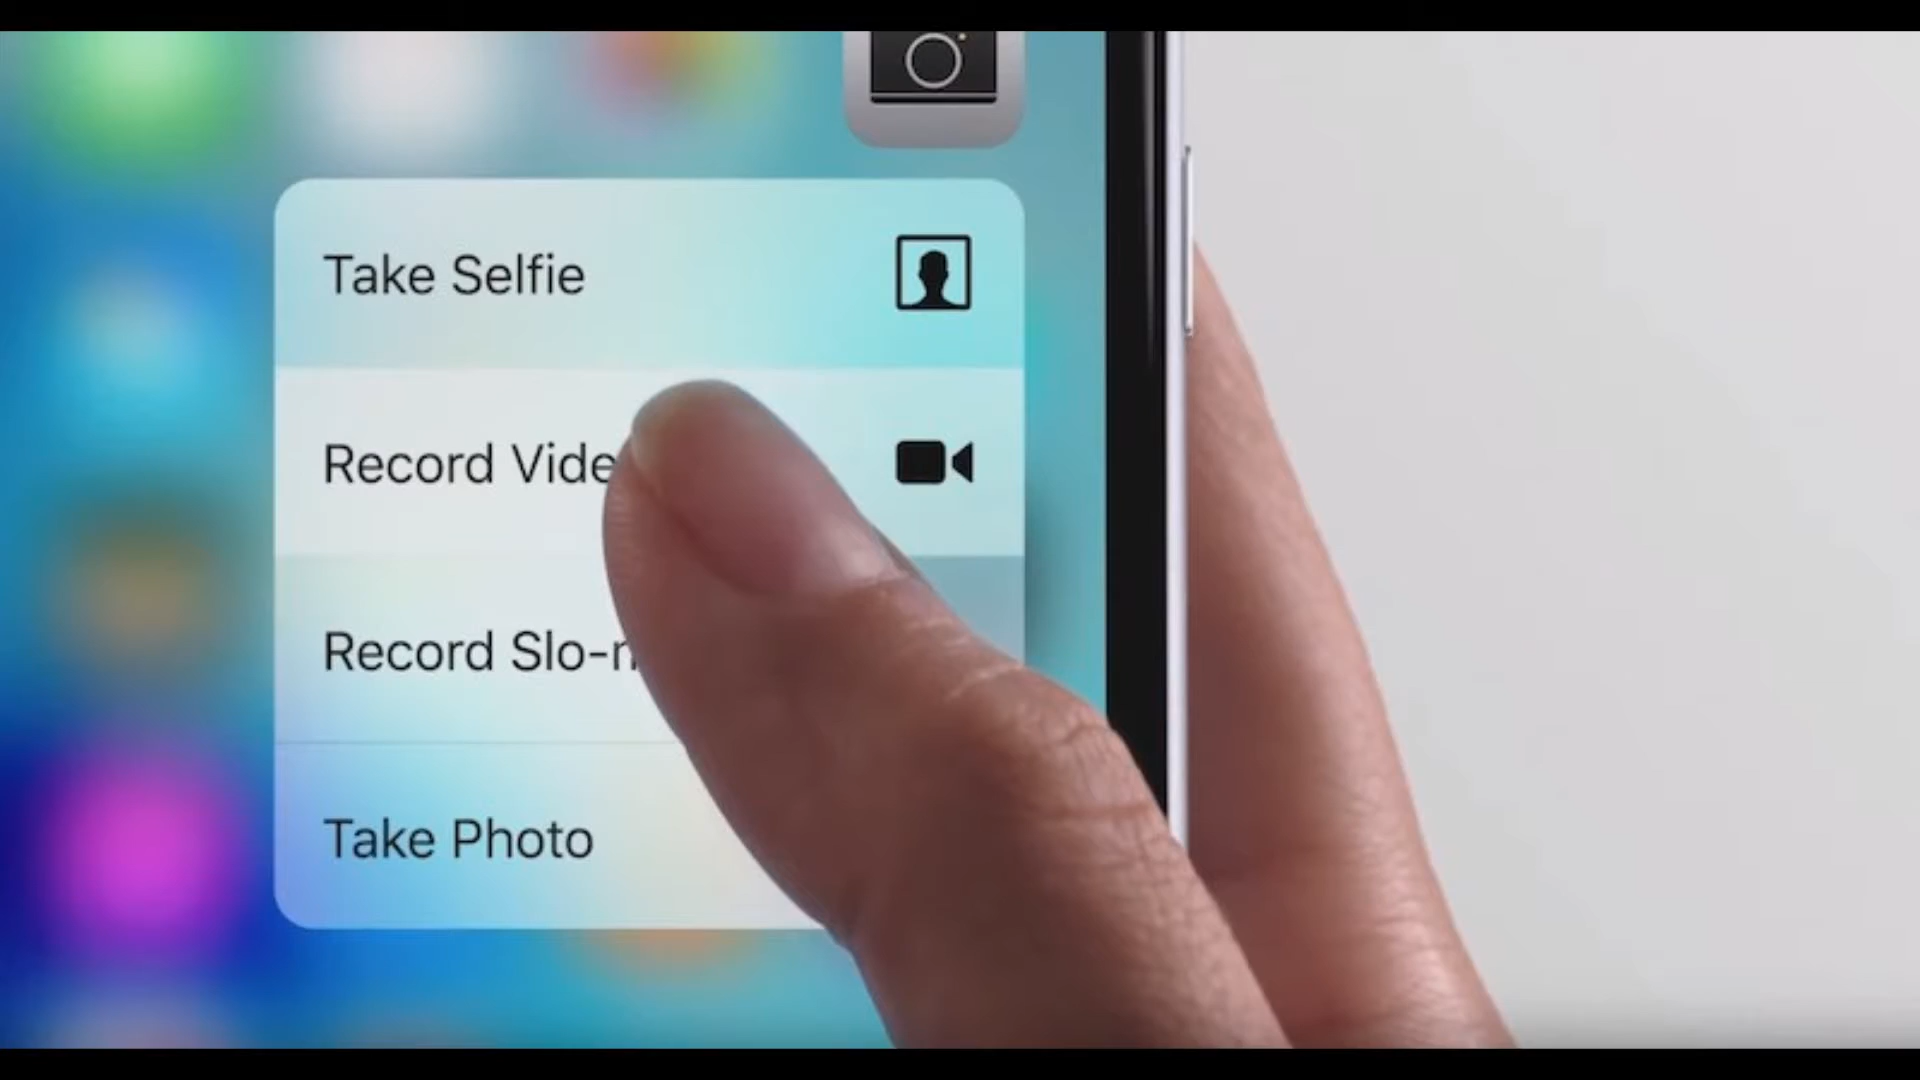 Take Selfie
Record Vide
Record Slo-
Take Photo